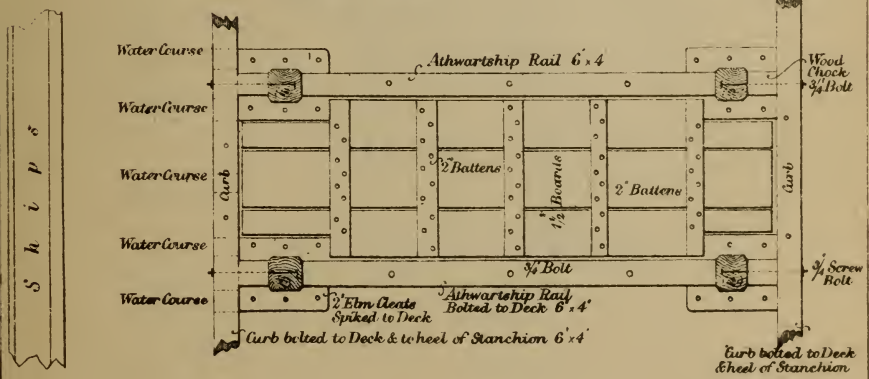 Ships
Water Course
Athwartship Rail 6" × 4"
Wood
Chock
¾" Bolt
Water Course
Curb
Water Course
2" Battens
1½" Boards
2" Battens
Curb
Water Course
¾" Bolt
¾" Screw
Bolt
Water Course
2" Elm Cleats
Spiked to Deck
Athwartship Rail
Bolted to Deck 6" × 4"
Curb bolted to Deck & to heel of Stanchion 6" × 4"
Curb bolted to Deck
& heel of Stanchion